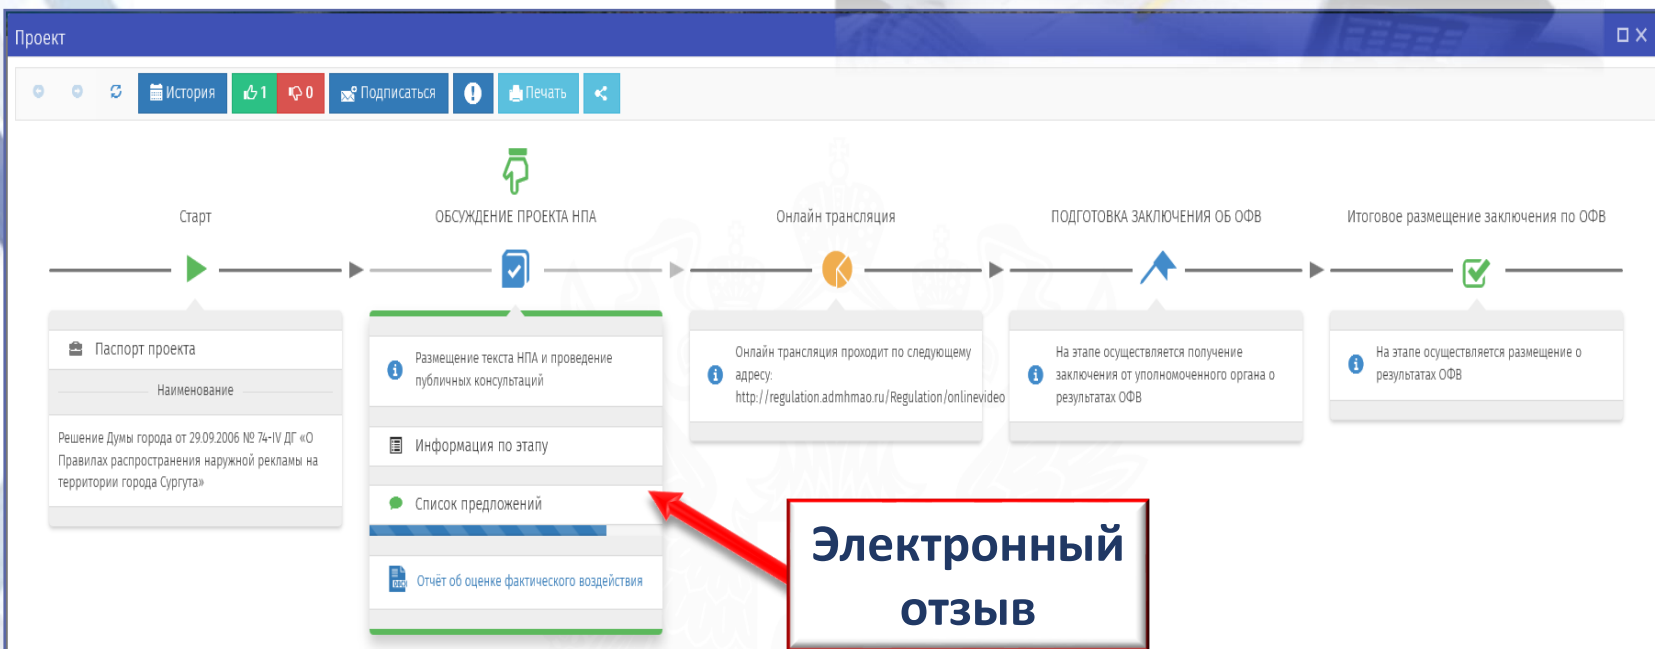 Проект
История
1
0
Подписаться
Печать
Старт
ОБСУЖДЕНИЕ ПРОЕКТА НПА
Онлайн трансляция
ПОДГОТОВКА ЗАКЛЮЧЕНИЯ ОБ ОФВ
Итоговое размещение заключения по ОФВ
Паспорт проекта
Наименование
Решение Думы города от 29.09.2006 № 74-IV ДГ «О
Правилах распространения наружной рекламы на
территории города Сургута»
Размещение текста НПА и проведение
публичных консультаций
Информация по этапу
Список предложений
Отчёт об оценке фактического воздействия
Онлайн трансляция проходит по следующему
адресу:
http://regulation.admhmao.ru/Regulation/onlinevideo
На этапе осуществляется получение
заключения от уполномоченного органа о
результатах ОФВ
На этапе осуществляется размещение о
результатах ОФВ
Электронный
отзыв